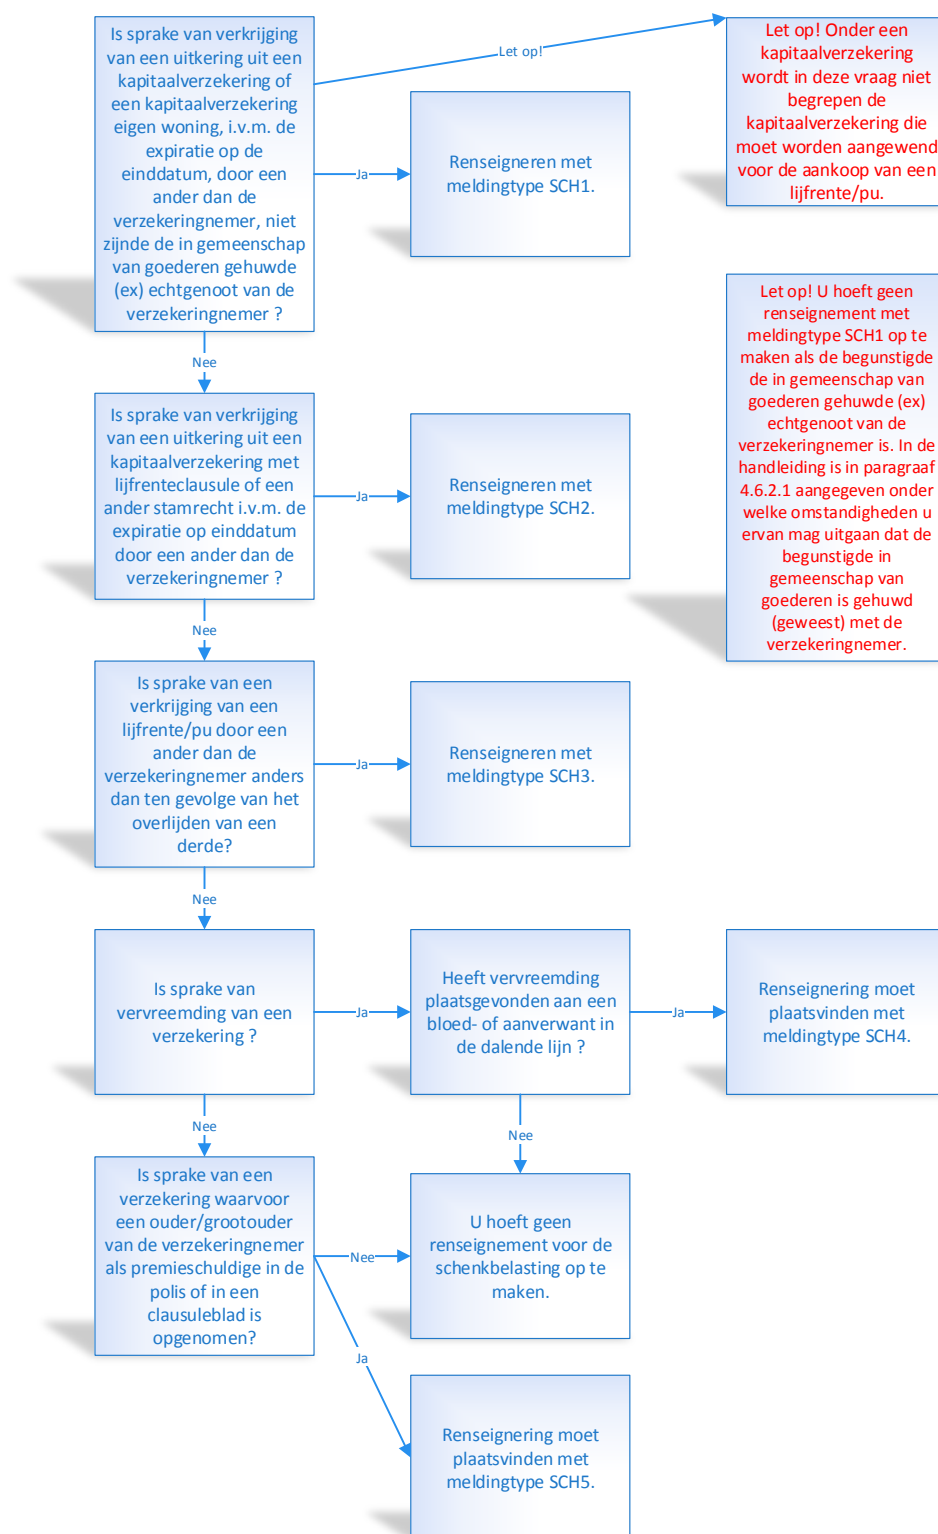 Is sprake van verkrijging
van een uitkering uit een
kapitaalverzekering of
een kapitaalverzekering
eigen woning, i.v.m. de
expiratie op de
einddatum, door een
ander dan de
verzekeringnemer, niet
zijnde de in gemeenschap
van goederen gehuwde
(ex) echtgenoot van de
verzekeringnemer ?
Let op!
Let op! Onder een
kapitaalverzekering
wordt in deze vraag niet
begrepen de
kapitaalverzekering die
moet worden aangewend
voor de aankoop van een
lijfrente/pu.
Ja
Renseigneren met
meldingtype SCH1.
Let op! U hoeft geen
renseignement met
meldingtype SCH1 op te
maken als de begunstigde
de in gemeenschap van
goederen gehuwde (ex)
echtgenoot van de
verzekeringnemer is. In de
handleiding is in paragraaf
4.6.2.1 aangegeven onder
welke omstandigheden u
ervan mag uitgaan dat de
begunstigde in
gemeenschap van
goederen is gehuwd
(geweest) met de
verzekeringnemer.
Nee
Is sprake van verkrijging
van een uitkering uit een
kapitaalverzekering met
lijfrenteclausule of een
ander stamrecht i.v.m. de
expiratie op einddatum
door een ander dan de
verzekeringnemer ?
Ja
Renseigneren met
meldingtype SCH2.
Nee
Is sprake van een
verkrijging van een
lijfrente/pu door een
ander dan de
verzekeringnemer anders
dan ten gevolge van het
overlijden van een
derde?
Ja
Renseigneren met
meldingtype SCH3.
Nee
Is sprake van
vervreemding van een
verzekering ?
Ja
Heeft vervreemding
plaatsgevonden aan een
bloed- of aanverwant in
de dalende lijn ?
Ja
Renseignering moet
plaatsvinden met
meldingtype SCH4.
Nee
Nee
Is sprake van een
verzekering waarvoor
een ouder/grootouder
van de verzekeringnemer
als premieschuldige in de
polis of in een
clausuleblad is
opgenomen?
Nee
U hoeft geen
renseignement voor de
schenkbelasting op te
maken.
Ja
Renseignering moet
plaatsvinden met
meldingtype SCH5.